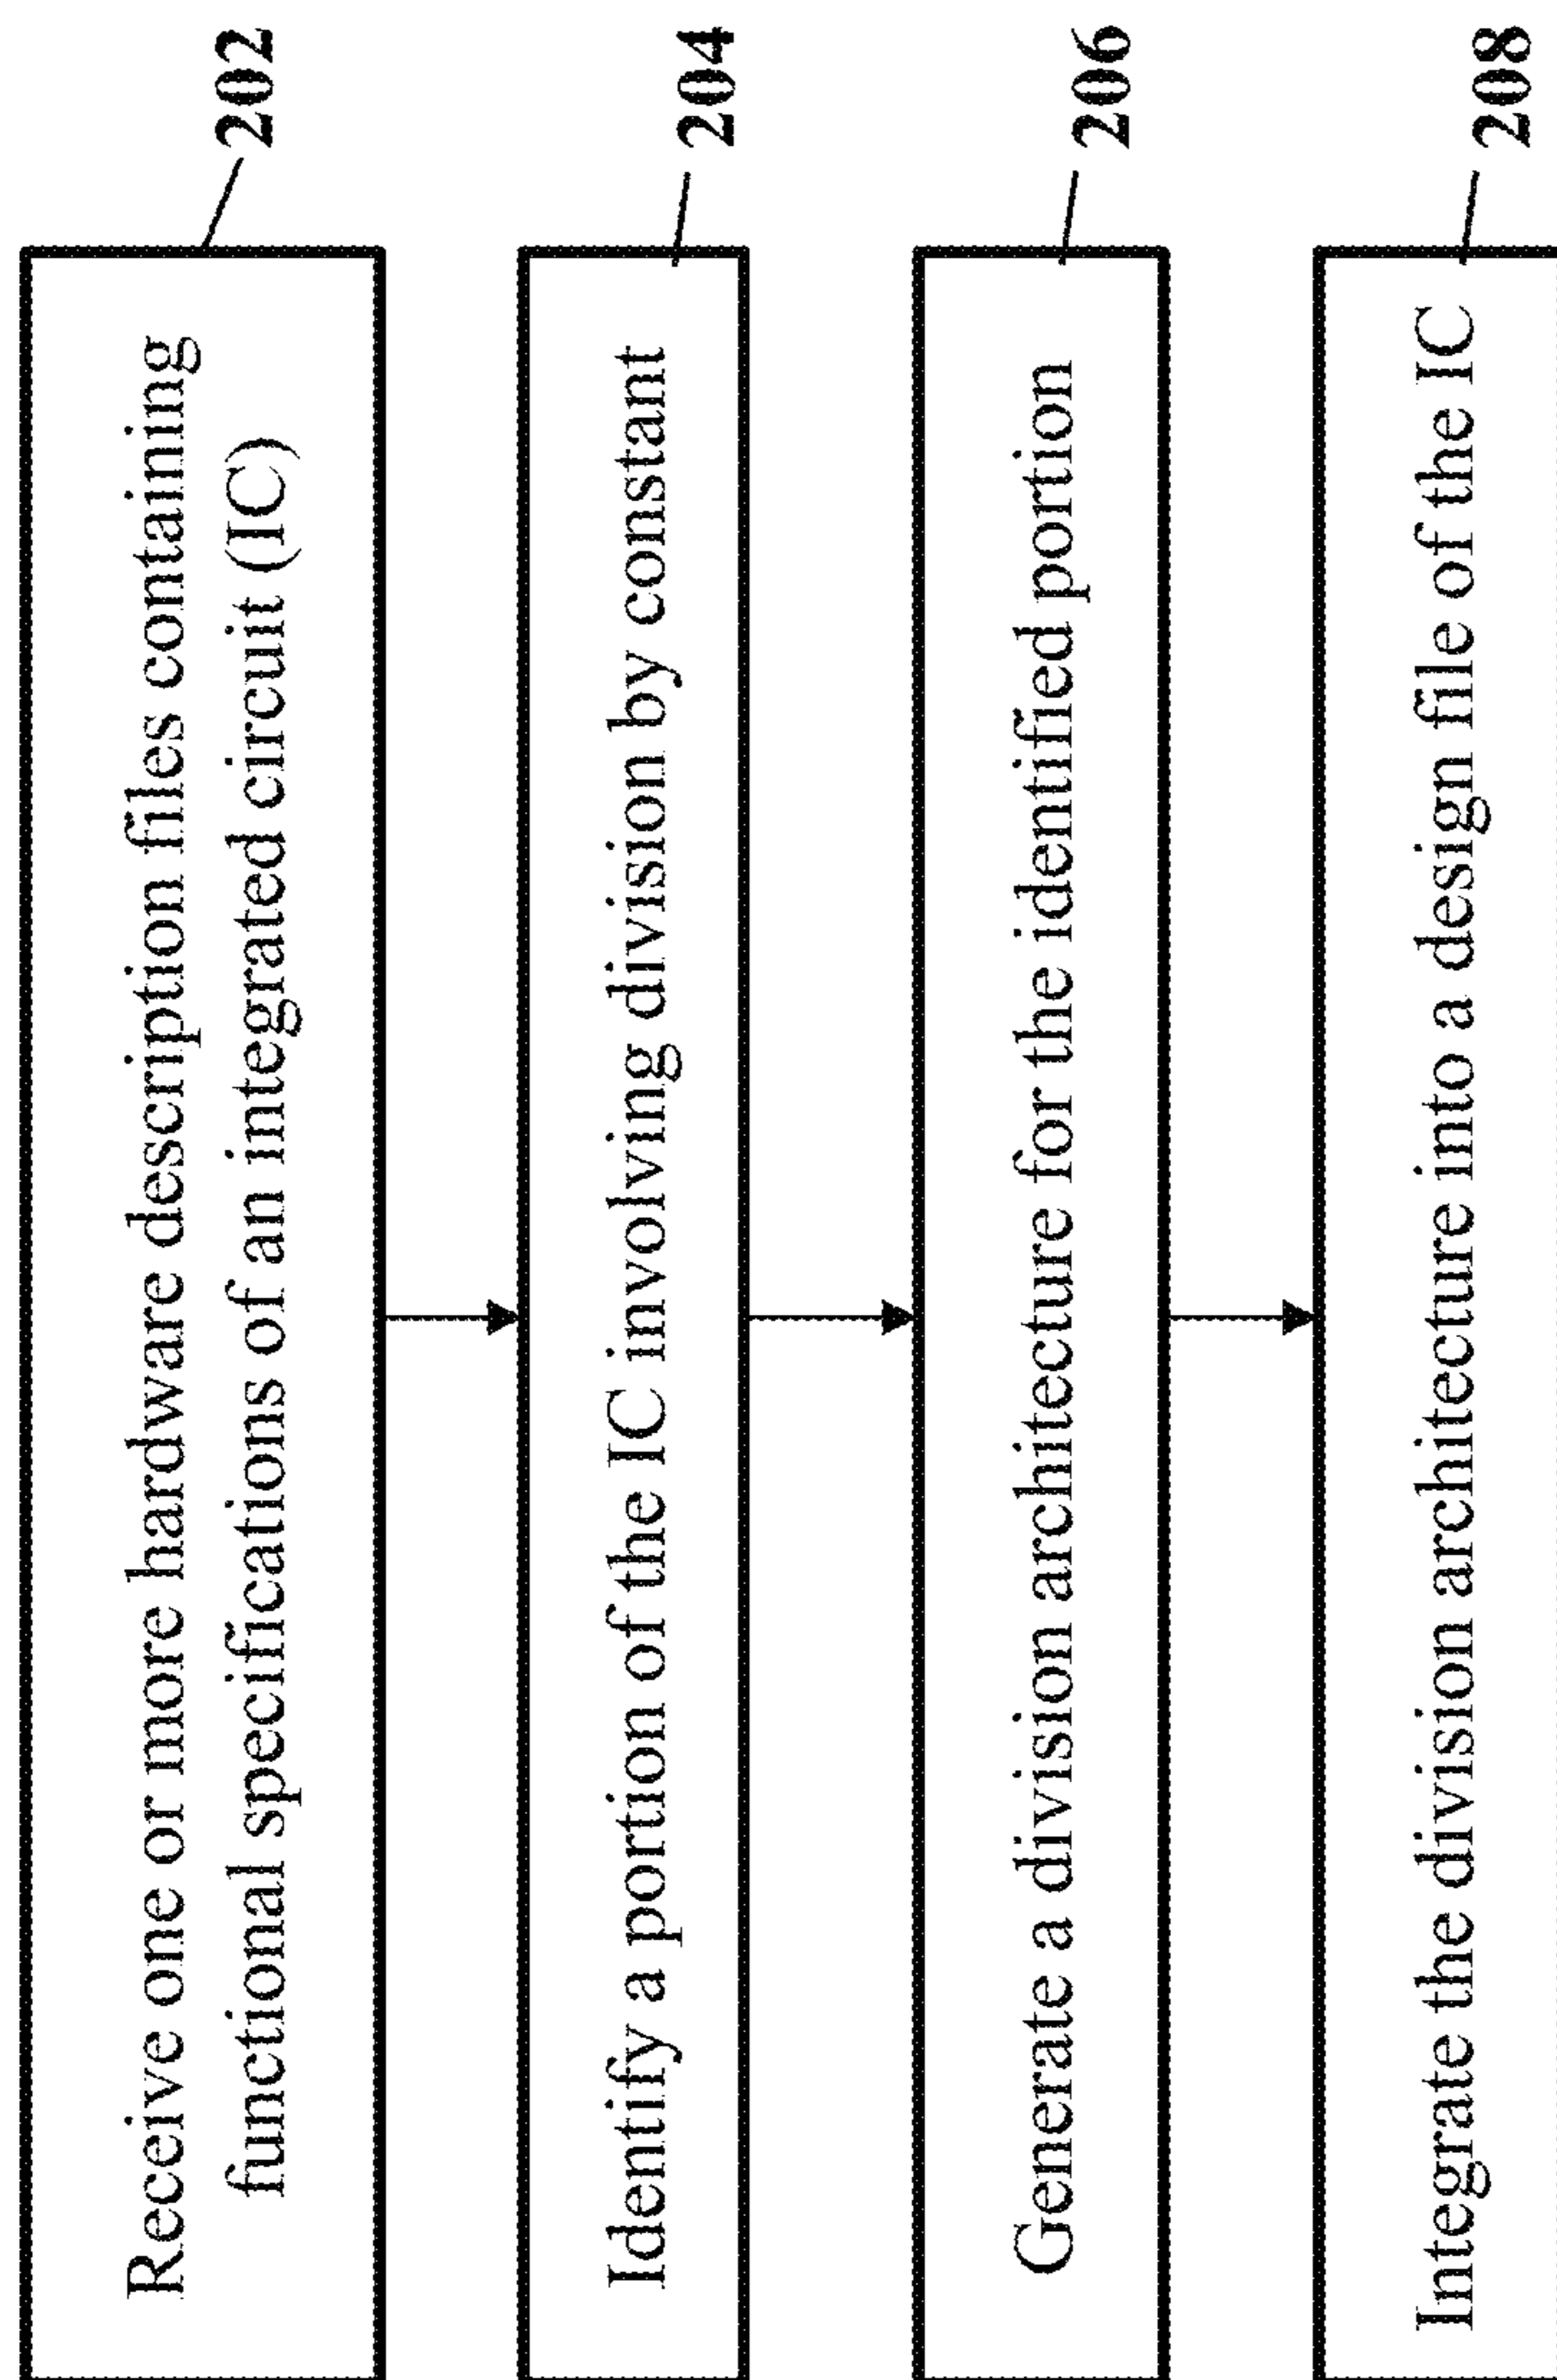 Receive one or more hardware description files containing
functional specifications of an integrated circuit (IC)
202
Identify a portion of the IC involving division by constant
204
Generate a division architecture for the identified portion
206
Integrate the division architecture into a design file of the IC
208